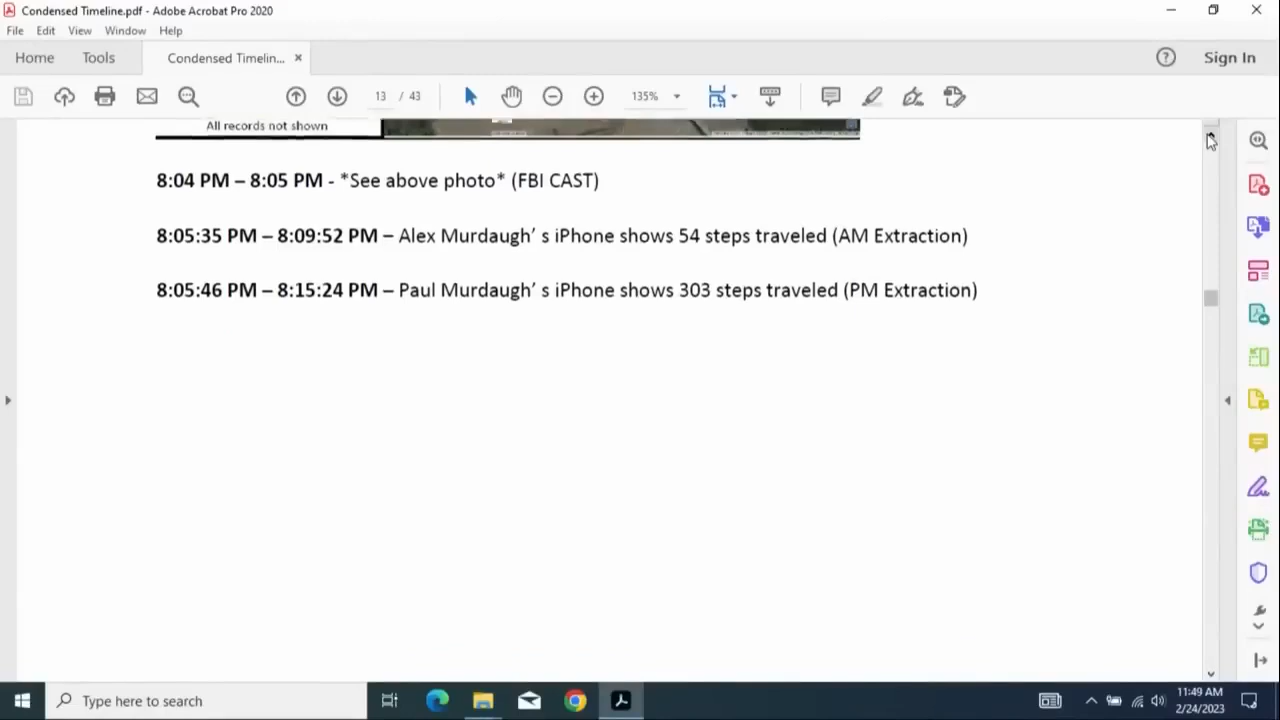 Condensed Timeline.pdf - Adobe Acrobat Pro 2020
File Edit View Window Help
Home Tools Condensed Timelin... × Sign In
13 / 43 135%
All records not shown
8:04 PM – 8:05 PM - *See above photo* (FBI CAST)
8:05:35 PM – 8:09:52 PM – Alex Murdaugh' s iPhone shows 54 steps traveled (AM Extraction)
8:05:46 PM – 8:15:24 PM – Paul Murdaugh' s iPhone shows 303 steps traveled (PM Extraction)
Type here to search
11:49 AM
2/24/2023